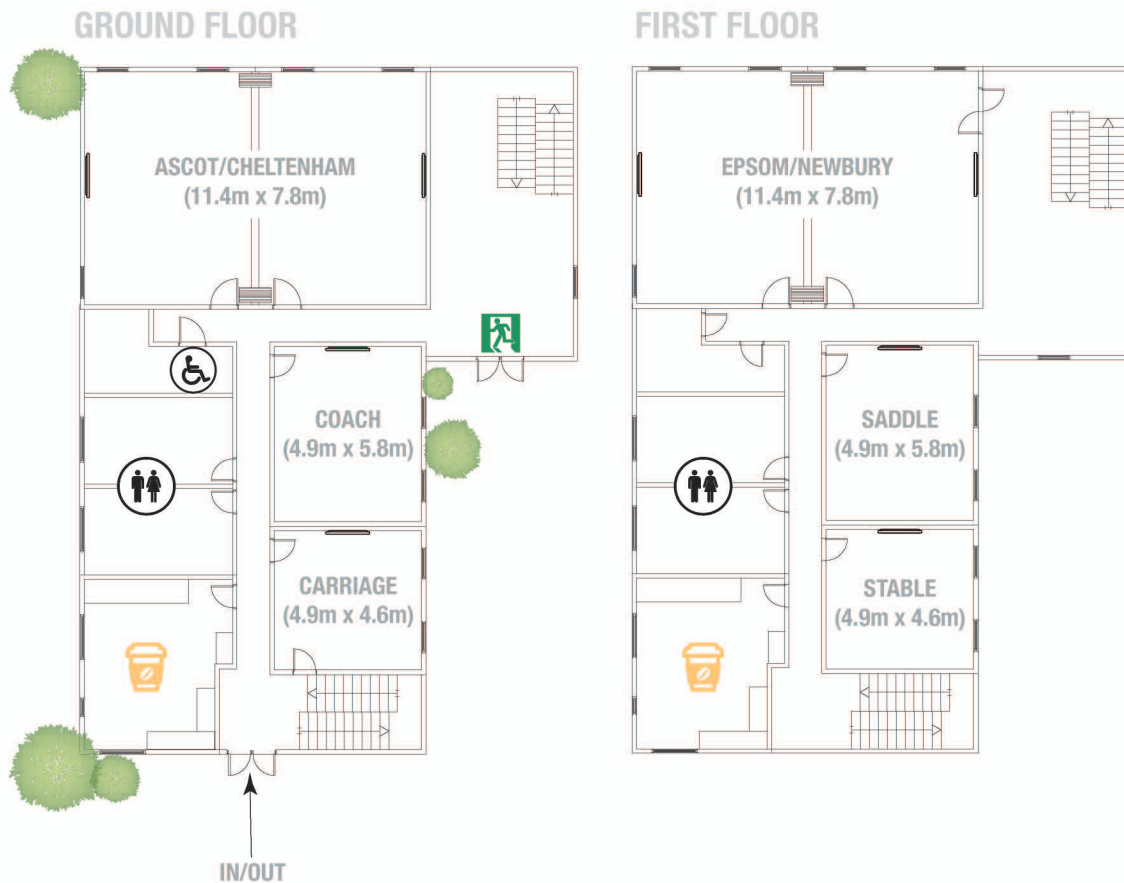 GROUND FLOOR
ASCOT/CHELTENHAM
(11.4m x 7.8m)
COACH
(4.9m x 5.8m)
CARRIAGE
(4.9m x 4.6m)
IN/OUT
FIRST FLOOR
EPSOM/NEWBURY
(11.4m x 7.8m)
SADDLE
(4.9m x 5.8m)
STABLE
(4.9m x 4.6m)